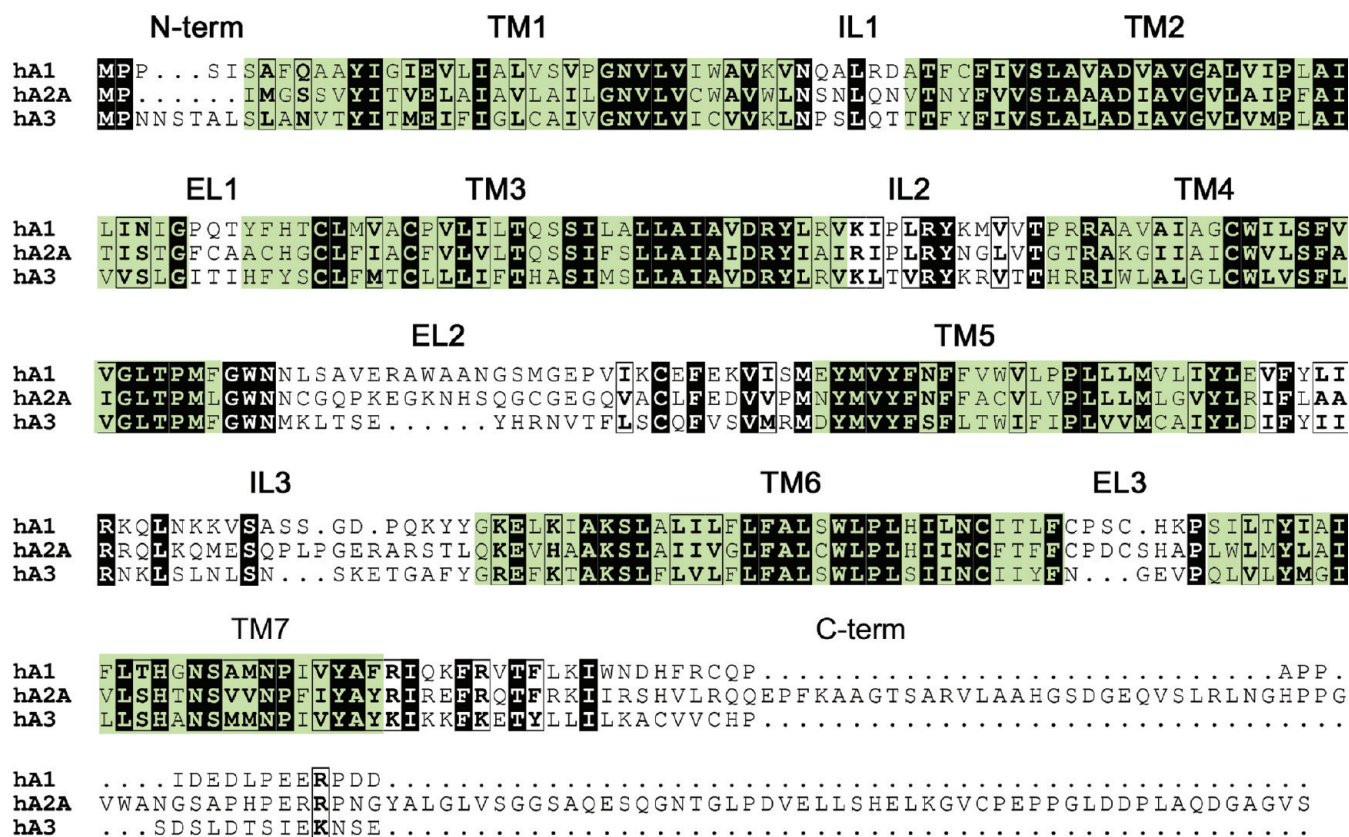 N-term TM1 IL1 TM2
hA1 MPP...SISAFQAAYIGIEVLIALVSVPGNVLVIWAVKVNQALRDATFCFIVSLAVADVAVGALVIPLAI
hA2A MP......IMGSSVYITVELAIAVLAILGNVLVCWAVWLNSNLQNVTNYFVVSLAAADIAVGVLAIPFAI
hA3 MPNNSTALSLANVTYITMEIFIGLCAIVGNVLVICVVKLNPSLQTTTFYFIVSLALADIAVGVLVMPLAI
EL1 TM3 IL2 TM4
hA1 LINIGPQTYFHTCLMVACPVLILTQSSILALLAIAVDRYLRVKIPLRYKMVVTPRRAAVAIAGCWILSFV
hA2A TISTGFCAACHGCLFIACFVLVLTQSSIFSLLAIAIDRYIAIRIPLRYNGLVTGTRAKGIIAICWVLSFA
hA3 VVSLGITIHFYSCLFMTCLLLIFTHASIMSLLAIAVDRYLRVKLTVRYKRVTTHRRIWLALGLCWLVSFL
EL2 TM5
hA1 VGLTPMFGWNNLSAVERAWAANGSMGEPVIKCEFEKVISMEYMVYFNFFVWVLPPLLLMVLIYLEVFYLI
hA2A IGLTPMLGWNNCGQPKEGKNHSQGCGEGQVACLFEDVVPMNYMVYFNFFACVLVPLLLMLGVYLRIFLAA
hA3 VGLTPMFGWNMKLTSE......YHRNVTFLSCQFVSVMRMDYMVYFSFLTWIFIPLVVMCAIYLDIFYII
IL3 TM6 EL3
hA1 RKQLNKKVSASSS.GD.PQKYYGKELKIAKSLALILFLFALSWLPLHILNCITLFCPSC.HKPSILTYIAI
hA2A RRQLKQMESQPLPGERARSTLQKEVHAAKSLAIIVGLFALCWLPLHIINCFTFFCPDCSHAPLWLMYLAI
hA3 RNKLSLNLSN...SKETGAFYGREFKTAKSLFLVLFLFALSWLPLSIINCIIYFN...GEVPQLVLYMGI
TM7 C-term
hA1 FLTHGNSAMNPIVYAFRIQKFRVTFLKIWNDHFRCQP.............................APP.
hA2A VLSHTNSVVNPFIYAYRIREFRQTFRKIIRSHVLRQQEPFKAAGTSARVLAAHGSDGEQVSLRLNGHPPG
hA3 LLSHANSMMNPIVYAYKIKKFKETYLLILKACVVCHP.................................
hA1 ....IDEDLPEERPDD....................................................
hA2A VWANGSAPHPERRPNGYALGLVSGGSAQESQGNTGLPDVELLSHELKGVCPEPPGLDDPLAQDGAGVS
hA3 ...SDSLDTSIEKNSE....................................................